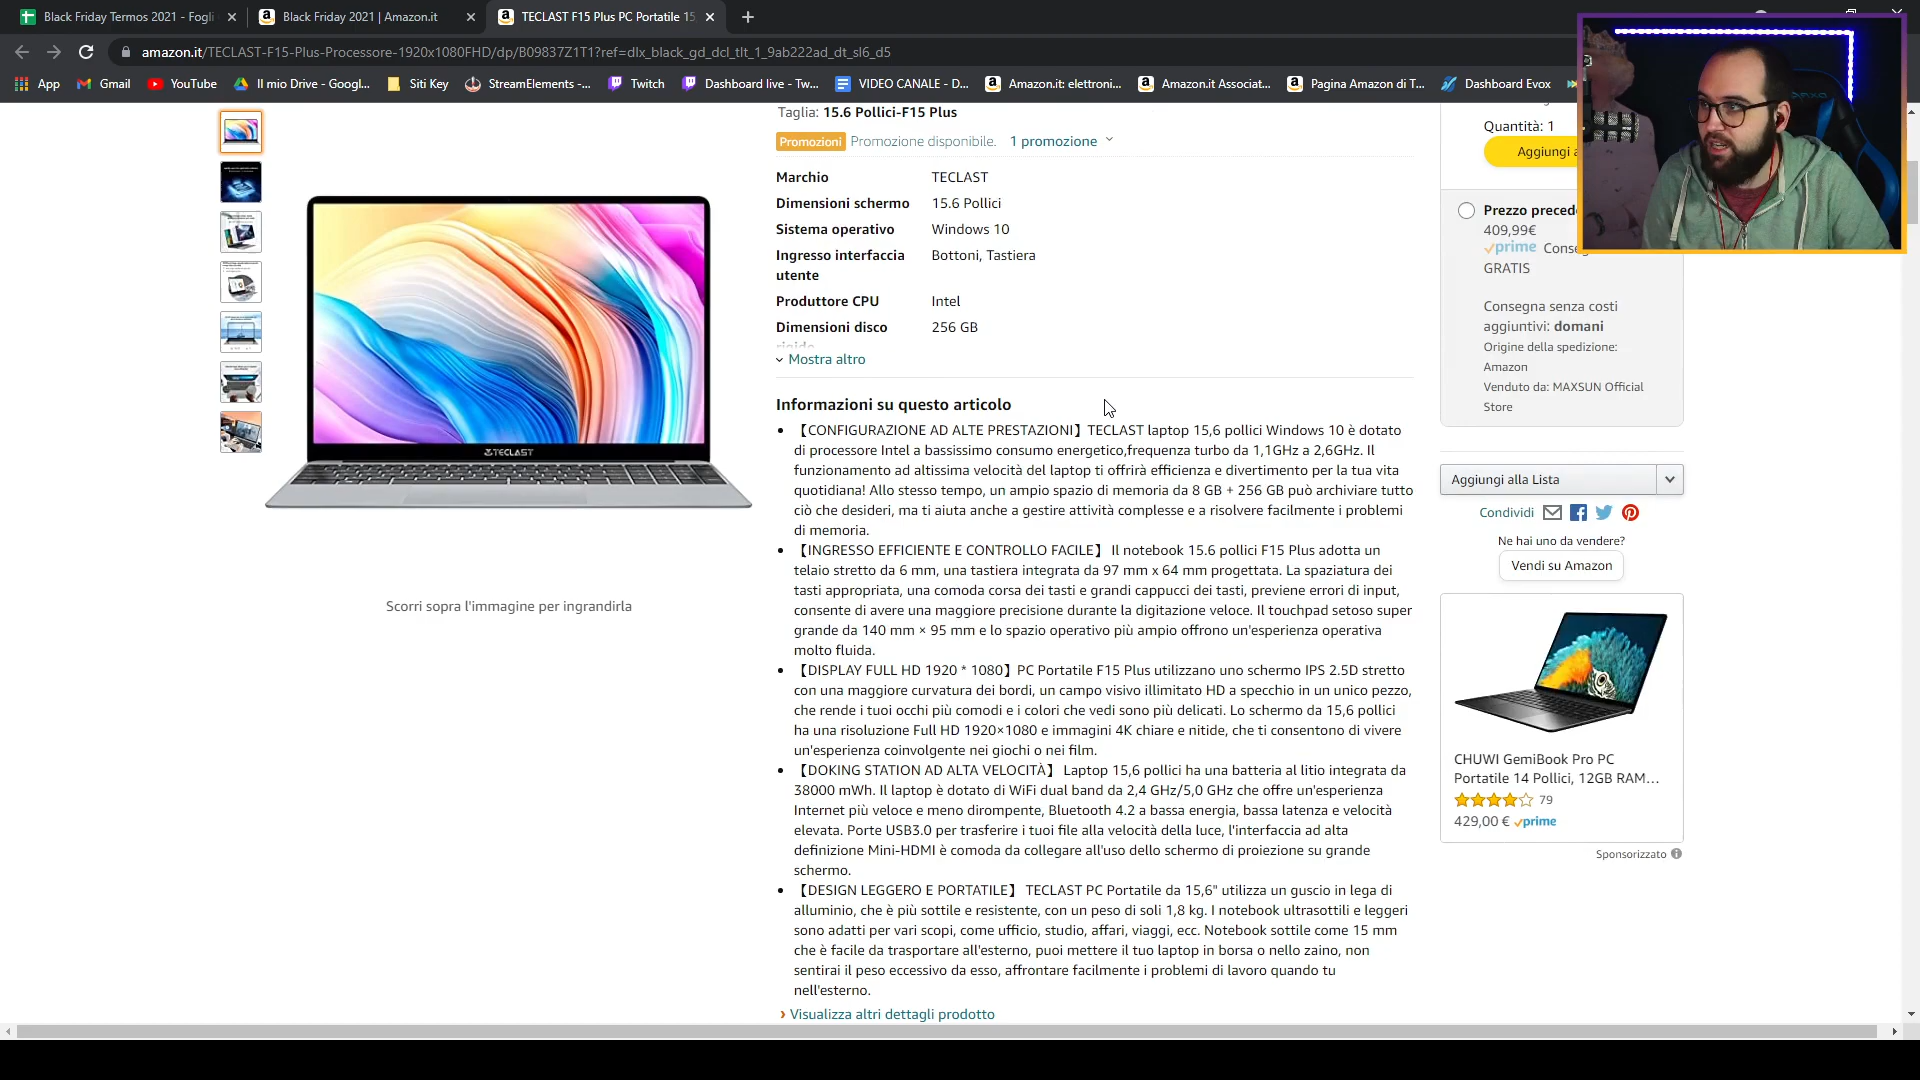 Black Friday Termos 2021 - Fogli
Black Friday 2021 | Amazon.it
TECLAST F15 Plus PC Portatile 15
amazon.it/TECLAST-F15-Plus-Processore-1920x1080FHD/dp/B09837Z1T1?ref=dlx_black_gd_dcl_tlt_1_9ab222ad_dt_sl6_d5
App
Gmail
YouTube
Il mio Drive - Googl...
Siti Key
StreamElements -...
Twitch
Dashboard live - Tw...
VIDEO CANALE - D...
Amazon.it: elettroni...
Amazon.it Associat...
Pagina Amazon di T...
Dashboard Evox
Taglia: 15.6 Pollici-F15 Plus
Promozioni Promozione disponibile. 1 promozione
Marchio TECLAST
Dimensioni schermo 15.6 Pollici
Sistema operativo Windows 10
Ingresso interfaccia utente Bottoni, Tastiera
Produttore CPU Intel
Dimensioni disco rigido 256 GB
Mostra altro
Informazioni su questo articolo
【CONFIGURAZIONE AD ALTE PRESTAZIONI】TECLAST laptop 15,6 pollici Windows 10 è dotato
di processore Intel a bassissimo consumo energetico,frequenza turbo da 1,1GHz a 2,6GHz. Il
funzionamento ad altissima velocità del laptop ti offrirà efficienza e divertimento per la tua vita
quotidiana! Allo stesso tempo, un ampio spazio di memoria da 8 GB + 256 GB può archiviare tutto
ciò che desideri, ma ti aiuta anche a gestire attività complesse e a risolvere facilmente i problemi
di memoria.
【INGRESSO EFFICIENTE E CONTROLLO FACILE】 Il notebook 15.6 pollici F15 Plus adotta un
telaio stretto da 6 mm, una tastiera integrata da 97 mm x 64 mm progettata. La spaziatura dei
tasti appropriata, una comoda corsa dei tasti e grandi cappucci dei tasti, previene errori di input,
consente di avere una maggiore precisione durante la digitazione veloce. Il touchpad setoso super
grande da 140 mm × 95 mm e lo spazio operativo più ampio offrono un'esperienza operativa
molto fluida.
【DISPLAY FULL HD 1920 * 1080】PC Portatile F15 Plus utilizzano uno schermo IPS 2.5D stretto
con una maggiore curvatura dei bordi, un campo visivo illimitato HD a specchio in un unico pezzo,
che rende i tuoi occhi più comodi e i colori che vedi sono più delicati. Lo schermo da 15,6 pollici
ha una risoluzione Full HD 1920×1080 e immagini 4K chiare e nitide, che ti consentono di vivere
un'esperienza coinvolgente nei giochi o nei film.
【DOKING STATION AD ALTA VELOCITÀ】 Laptop 15,6 pollici ha una batteria al litio integrata da
38000 mWh. Il laptop è dotato di WiFi dual band da 2,4 GHz/5,0 GHz che offre un'esperienza
Internet più veloce e meno dirompente, Bluetooth 4.2 a bassa energia, bassa latenza e velocità
elevata. Porte USB3.0 per trasferire i tuoi file alla velocità della luce, l'interfaccia ad alta
definizione Mini-HDMI è comoda da collegare all'uso dello schermo di proiezione su grande
schermo.
【DESIGN LEGGERO E PORTATILE】 TECLAST PC Portatile da 15,6" utilizza un guscio in lega di
alluminio, che è più sottile e resistente, con un peso di soli 1,8 kg. I notebook ultrasottili e leggeri
sono adatti per vari scopi, come ufficio, studio, affari, viaggi, ecc. Notebook sottile come 15 mm
che è facile da trasportare all'esterno, puoi mettere il tuo laptop in borsa o nello zaino, non
sentirai il peso eccessivo da esso, affrontare facilmente i problemi di lavoro quando tu
nell'esterno.
› Visualizza altri dettagli prodotto
TECLAST
Scorri sopra l'immagine per ingrandirla
Quantità: 1
Aggiungi a
Prezzo preced
409,99€
prime Conse
GRATIS
Consegna senza costi
aggiuntivi: domani
Origine della spedizione:
Amazon
Venduto da: MAXSUN Official
Store
Aggiungi alla Lista
Condividi
Ne hai uno da vendere?
Vendi su Amazon
CHUWI GemiBook Pro PC
Portatile 14 Pollici, 12GB RAM...
79
429,00 € prime
Sponsorizzato